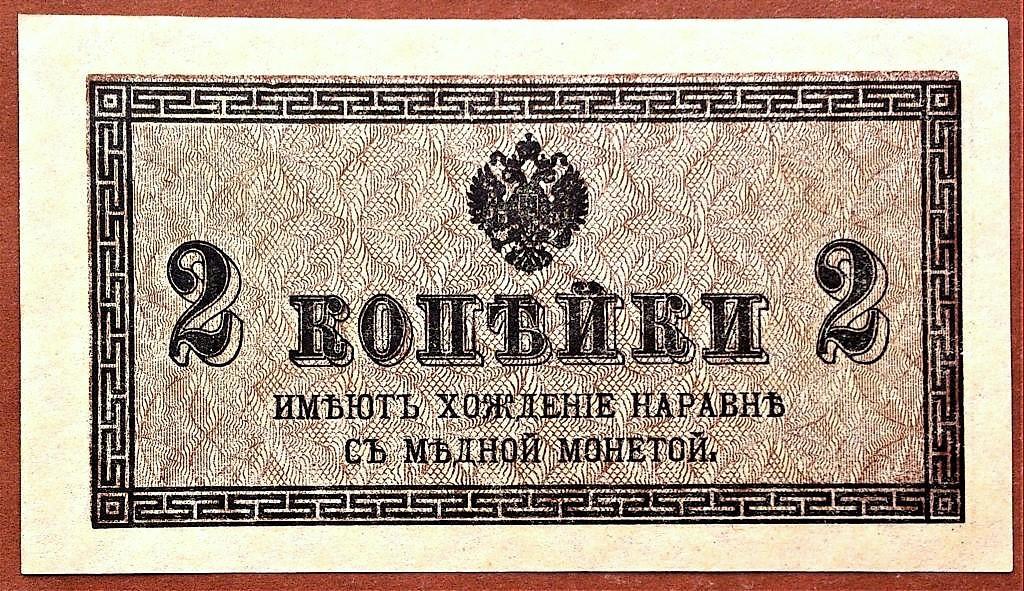 2 КОПѢЙКИ 2
ИМѢЮТЪ ХОЖДЕНІЕ НАРАВНѢ
СЪ МѢДНОЙ МОНЕТОЙ.